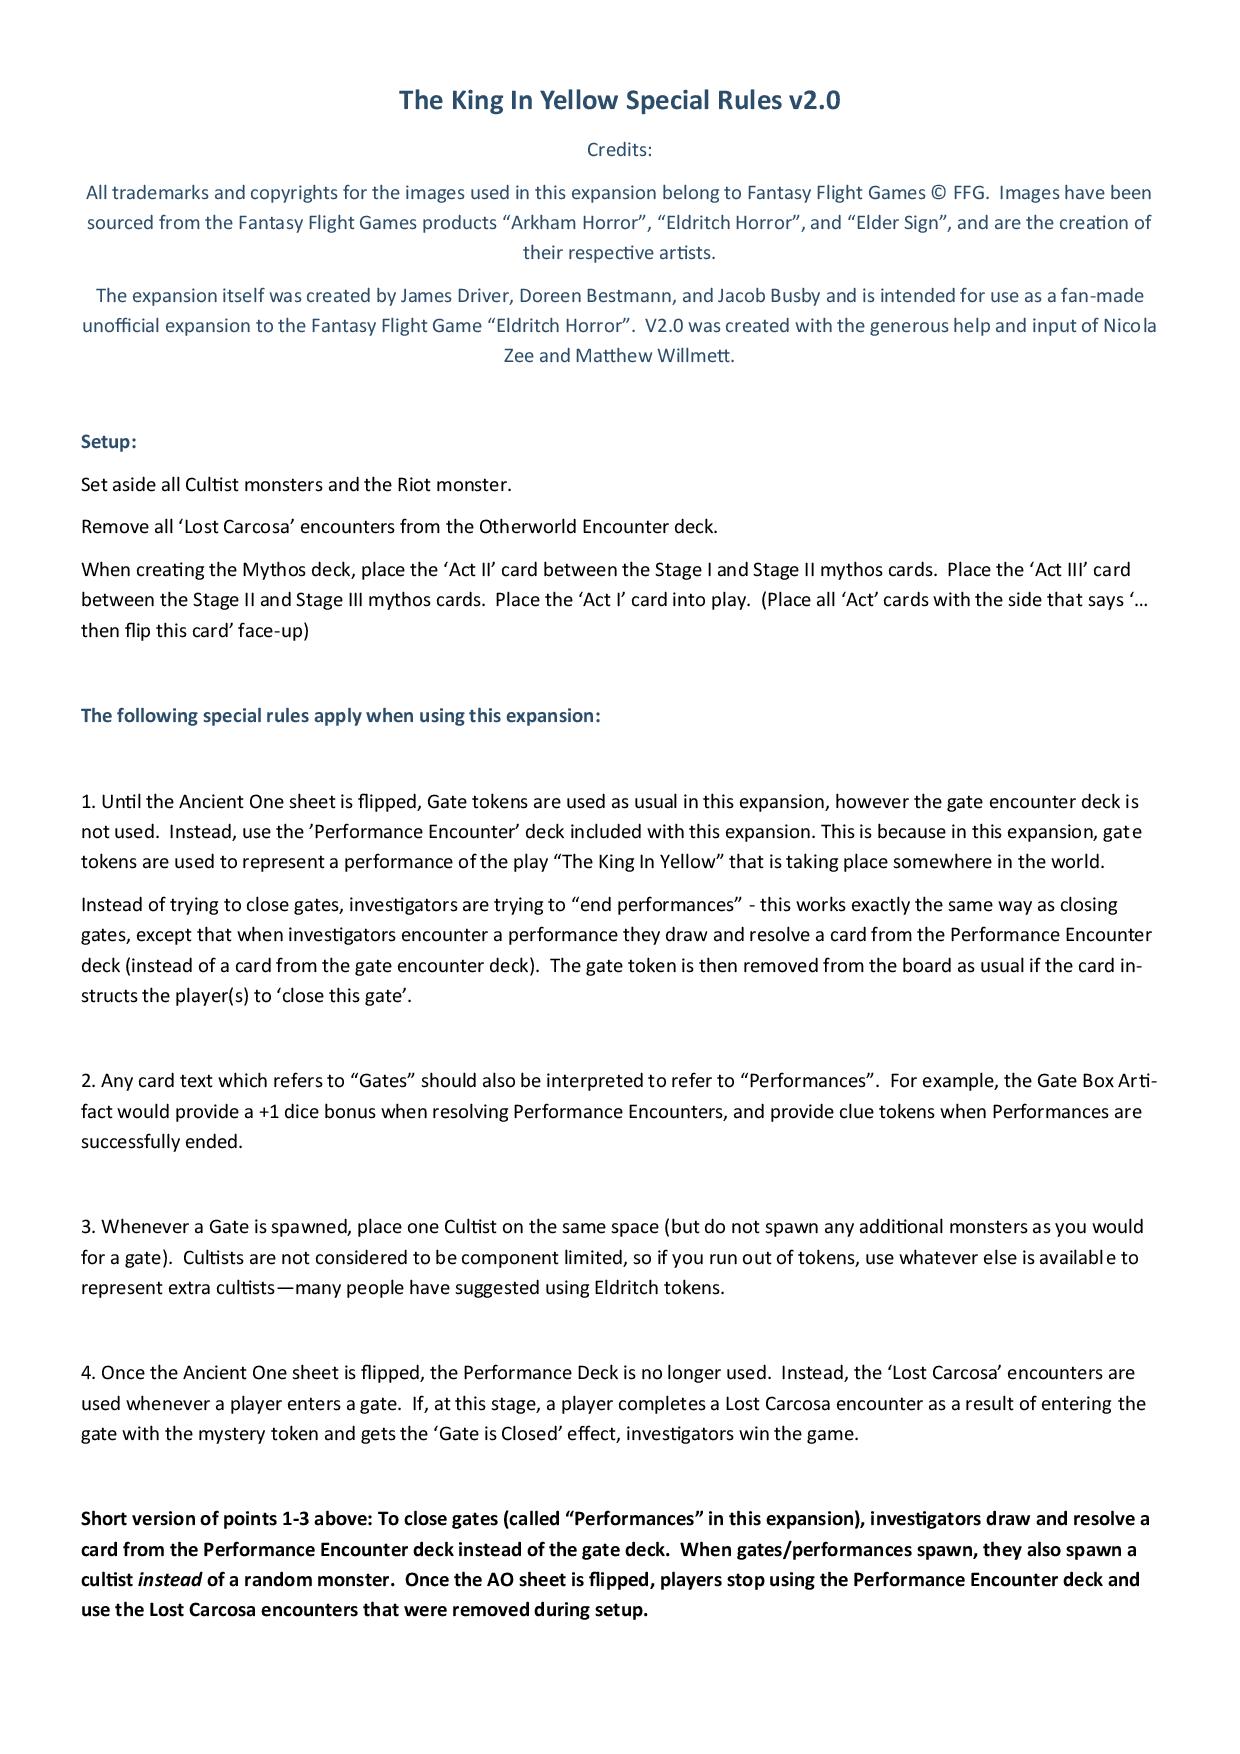 The King In Yellow Special Rules v2.0
Credits:
All trademarks and copyrights for the images used in this expansion belong to Fantasy Flight Games © FFG.  Images have been
sourced from the Fantasy Flight Games products “Arkham Horror”, “Eldritch Horror”, and “Elder Sign”, and are the creation of
their respective artists.
The expansion itself was created by James Driver, Doreen Bestmann, and Jacob Busby and is intended for use as a fan-made
unofficial expansion to the Fantasy Flight Game “Eldritch Horror”.  V2.0 was created with the generous help and input of Nicola
Zee and Matthew Willmett.
Setup:
Set aside all Cultist monsters and the Riot monster.
Remove all ‘Lost Carcosa’ encounters from the Otherworld Encounter deck.
When creating the Mythos deck, place the ‘Act II’ card between the Stage I and Stage II mythos cards.  Place the ‘Act III’ card
between the Stage II and Stage III mythos cards.  Place the ‘Act I’ card into play.  (Place all ‘Act’ cards with the side that says ‘…
then flip this card’ face-up)
The following special rules apply when using this expansion:
1. Until the Ancient One sheet is flipped, Gate tokens are used as usual in this expansion, however the gate encounter deck is
not used.  Instead, use the ’Performance Encounter’ deck included with this expansion. This is because in this expansion, gate
tokens are used to represent a performance of the play “The King In Yellow” that is taking place somewhere in the world.
Instead of trying to close gates, investigators are trying to “end performances” - this works exactly the same way as closing
gates, except that when investigators encounter a performance they draw and resolve a card from the Performance Encounter
deck (instead of a card from the gate encounter deck).  The gate token is then removed from the board as usual if the card in-
structs the player(s) to ‘close this gate’.
2. Any card text which refers to “Gates” should also be interpreted to refer to “Performances”.  For example, the Gate Box Arti-
fact would provide a +1 dice bonus when resolving Performance Encounters, and provide clue tokens when Performances are
successfully ended.
3. Whenever a Gate is spawned, place one Cultist on the same space (but do not spawn any additional monsters as you would
for a gate).  Cultists are not considered to be component limited, so if you run out of tokens, use whatever else is available to
represent extra cultists—many people have suggested using Eldritch tokens.
4. Once the Ancient One sheet is flipped, the Performance Deck is no longer used.  Instead, the ‘Lost Carcosa’ encounters are
used whenever a player enters a gate.  If, at this stage, a player completes a Lost Carcosa encounter as a result of entering the
gate with the mystery token and gets the ‘Gate is Closed’ effect, investigators win the game.
Short version of points 1-3 above: To close gates (called “Performances” in this expansion), investigators draw and resolve a
card from the Performance Encounter deck instead of the gate deck.  When gates/performances spawn, they also spawn a
cultist instead of a random monster.  Once the AO sheet is flipped, players stop using the Performance Encounter deck and
use the Lost Carcosa encounters that were removed during setup.